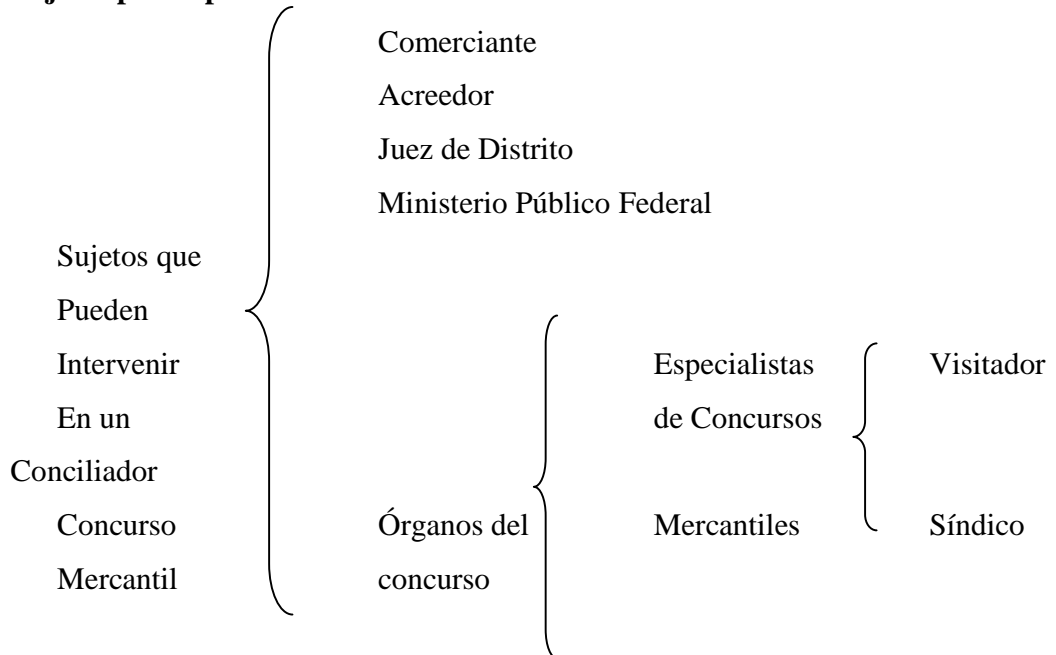 Comerciante
Acreedor
Juez de Distrito
Ministerio Público Federal
Sujetos que
Pueden
Intervenir Especialistas Visitador
En un de Concursos
Conciliador
Concurso Órganos del Mercantiles Síndico
Mercantil concurso